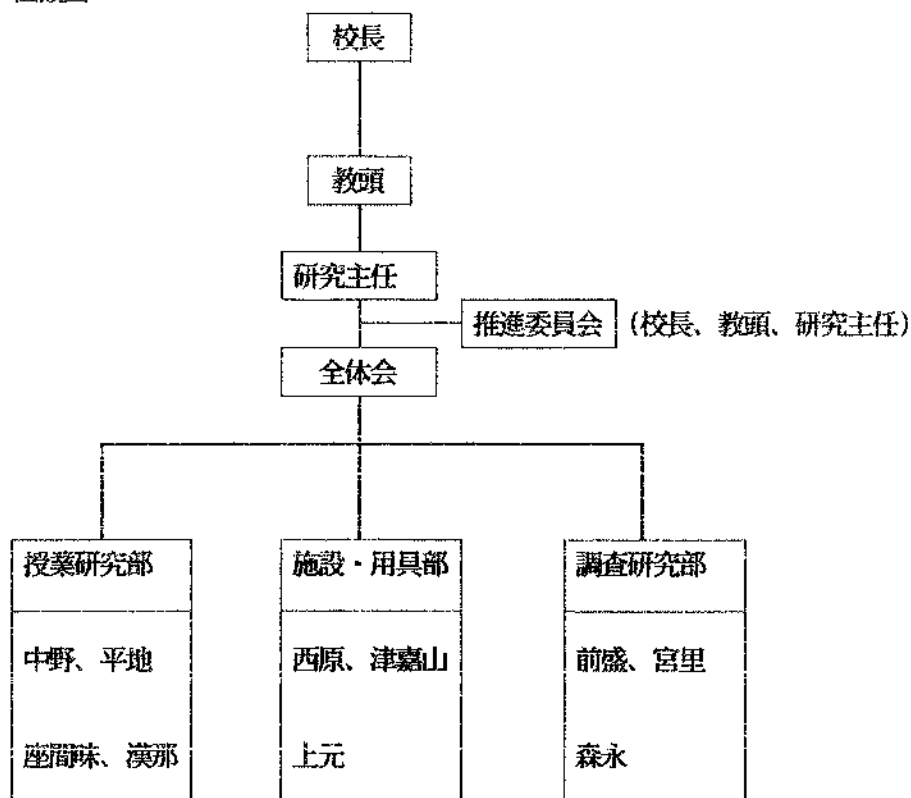 校長
教頭
研究主任
推進委員会 (校長、教頭、研究主任)
全体会
授業研究部
中野、平地
座間味、漢那
施設・用具部
西原、津嘉山
上元
調査研究部
前盛、宮里
森永